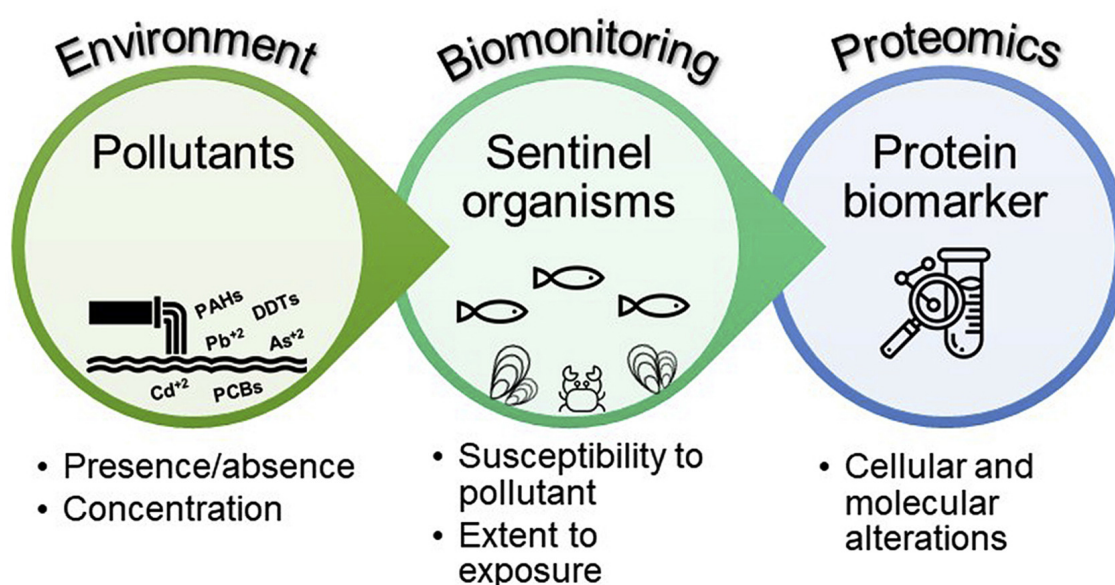 Environment
Pollutants
PAHs DDTs
Pb+2 As+2
Cd+2 PCBs
• Presence/absence
• Concentration
Biomonitoring
Sentinel
organisms
• Susceptibility to
pollutant
• Extent to
exposure
Proteomics
Protein
biomarker
• Cellular and
molecular
alterations